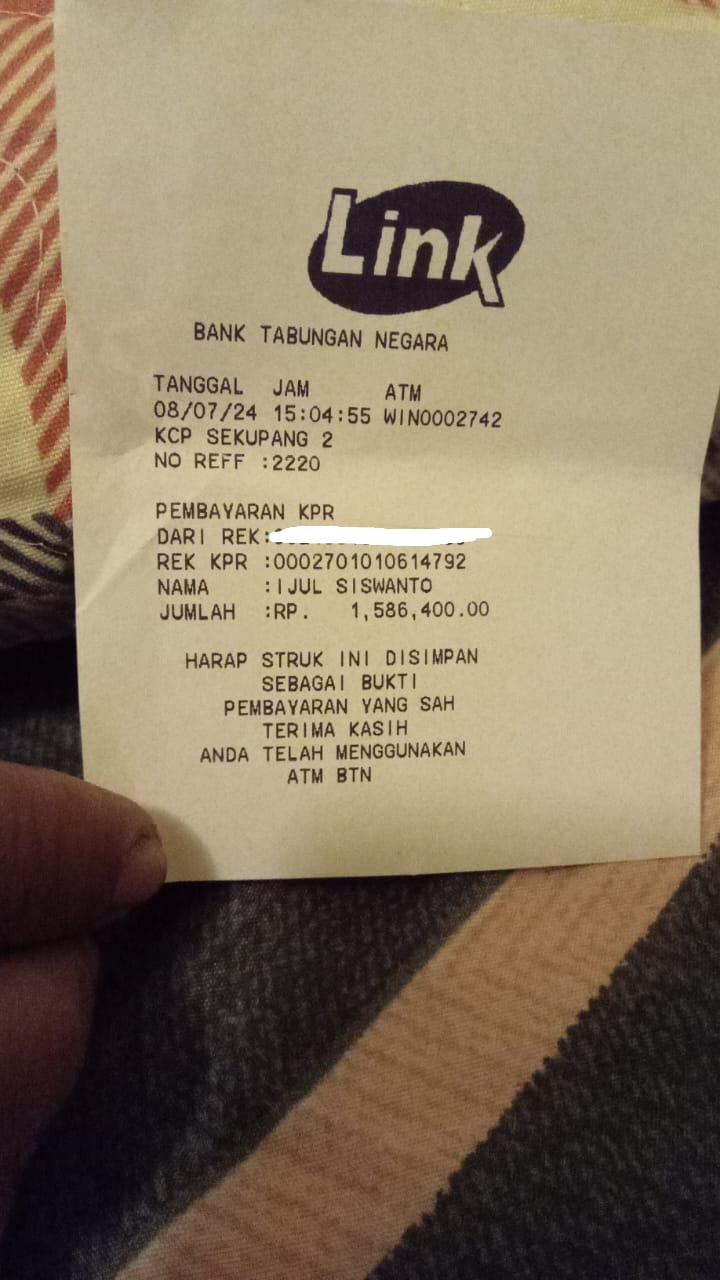 Link
BANK TABUNGAN NEGARA
TANGGAL JAM ATM
08/07/24 15:04:55 WIN0002742
KCP SEKUPANG 2
NO REFF :2220
PEMBAYARAN KPR
DARI REK:
REK KPR :0002701010614792
NAMA :IJUL SISWANTO
JUMLAH :RP. 1,586,400.00
HARAP STRUK INI DISIMPAN
SEBAGAI BUKTI
PEMBAYARAN YANG SAH
TERIMA KASIH
ANDA TELAH MENGGUNAKAN
ATM BTN